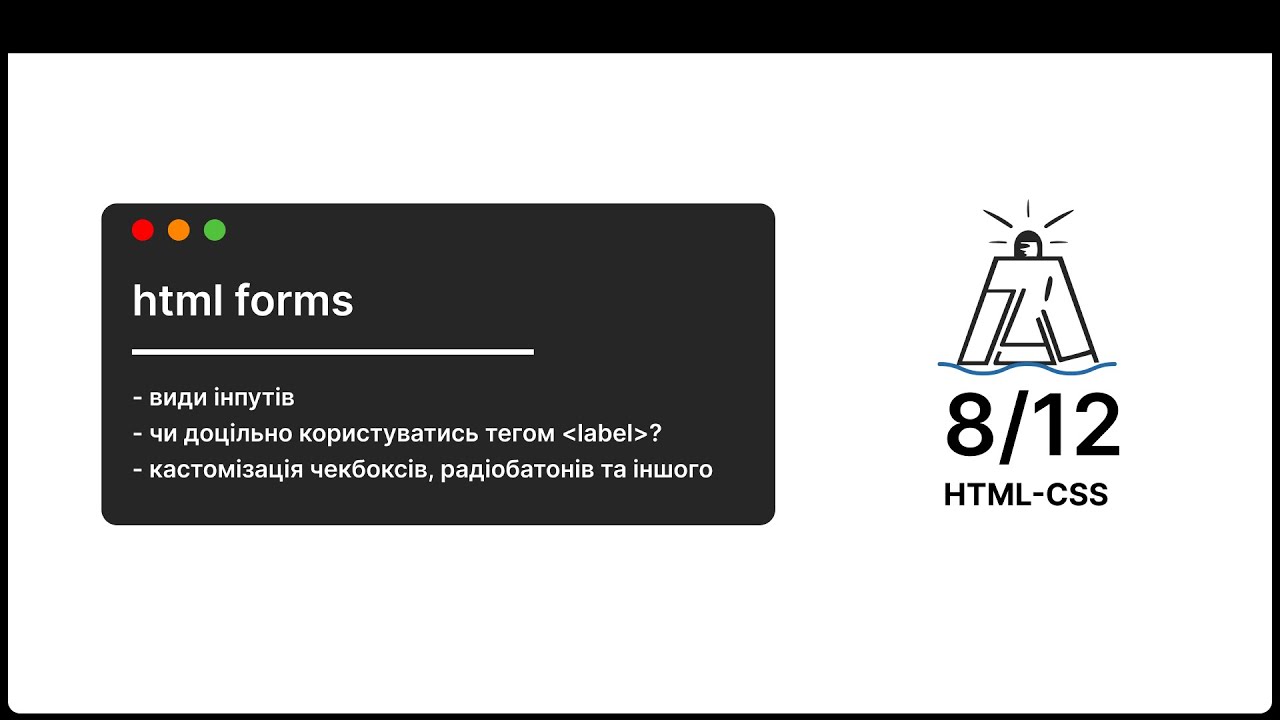 html forms
- види інпутів
- чи доцільно користуватись тегом <label>?
- кастомізація чекбоксів, радіобатонів та іншого
8/12
HTML-CSS